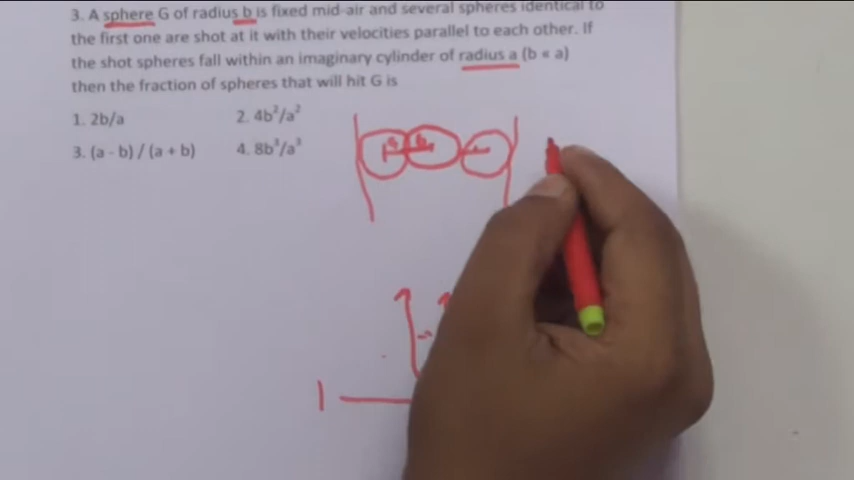 3. A sphere G of radius b is fixed mid-air and several spheres identical to
the first one are shot at it with their velocities parallel to each other. If
the shot spheres fall within an imaginary cylinder of radius a (b « a)
then the fraction of spheres that will hit G is
1. 2b/a 2. 4b²/a²
3. (a - b) / (a + b) 4. 8b³/a³
b